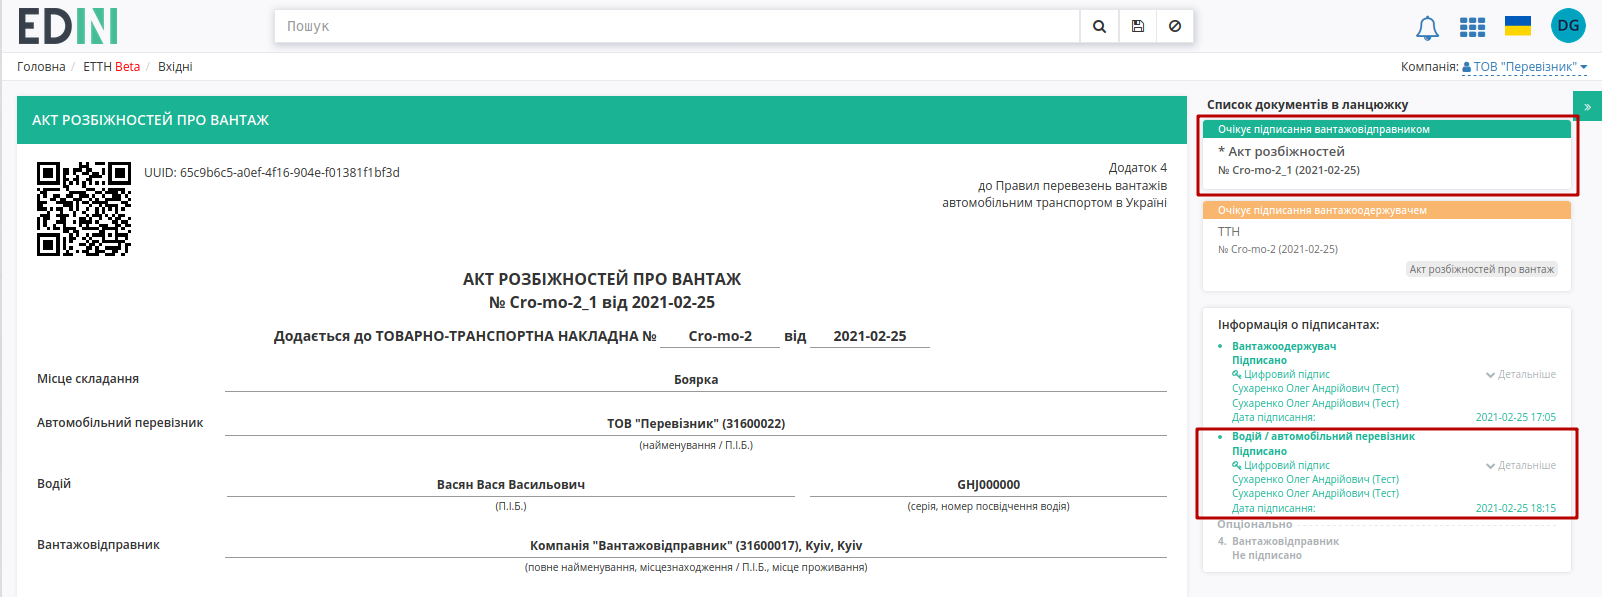 EDIN
Пошук
DG
Головна / ЕТТН Beta / Вхідні
Компанія: ТОВ "Перевізник"
АКТ РОЗБІЖНОСТЕЙ ПРО ВАНТАЖ
UUID: 65c9b6c5-a0ef-4f16-904e-f01381f1bf3d
Додаток 4
до Правил перевезень вантажів
автомобільним транспортом в Україні
АКТ РОЗБІЖНОСТЕЙ ПРО ВАНТАЖ
№ Cro-mo-2_1 від 2021-02-25
Додається до ТОВАРНО-ТРАНСПОРТНА НАКЛАДНА № Cro-mo-2 від 2021-02-25
Місце складання Боярка
Автомобільний перевізник ТОВ "Перевізник" (31600022)
(найменування / П.І.Б.)
Водій Васян Вася Васильович GHJ000000
(П.І.Б.) (серія, номер посвідчення водія)
Вантажовідправник Компанія "Вантажовідправник" (31600017), Kyiv, Kyiv
(повне найменування, місцезнаходження / П.І.Б., місце проживання)
Список документів в ланцюжку
»
Очікує підписання вантажовідправником
* Акт розбіжностей
№ Cro-mo-2_1 (2021-02-25)
Очікує підписання вантажоодержувачем
ТТН
№ Cro-mo-2 (2021-02-25)
Акт розбіжностей про вантаж
Інформація о підписантах:
• Вантажоодержувач
Підписано
Цифровий підпис Детальніше
Сухаренко Олег Андрійович (Тест)
Сухаренко Олег Андрійович (Тест)
Дата підписання: 2021-02-25 17:05
• Водій / автомобільний перевізник
Підписано
Цифровий підпис Детальніше
Сухаренко Олег Андрійович (Тест)
Сухаренко Олег Андрійович (Тест)
Дата підписання: 2021-02-25 18:15
Опціонально
4. Вантажовідправник
Не підписано